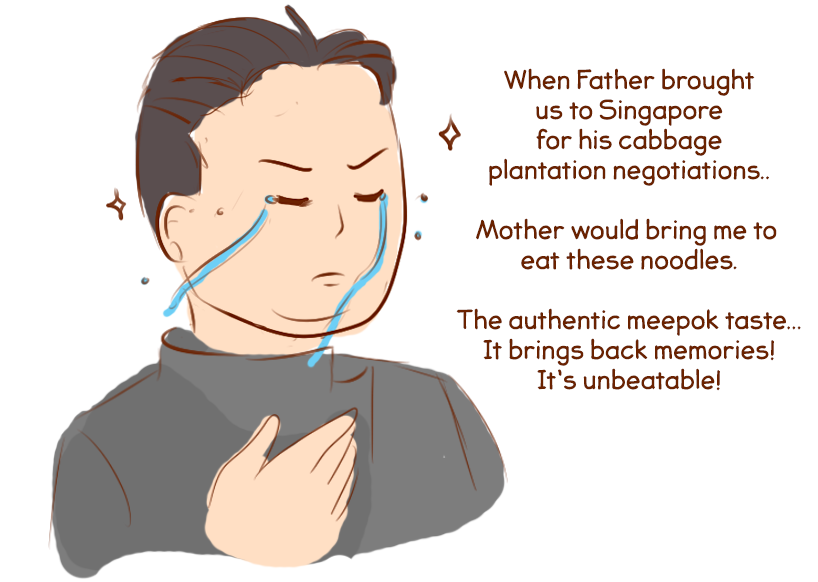 When Father brought
us to Singapore
for his cabbage
plantation negotiations..
Mother would bring me to
eat these noodles.
The authentic meepok taste...
It brings back memories!
It's unbeatable!